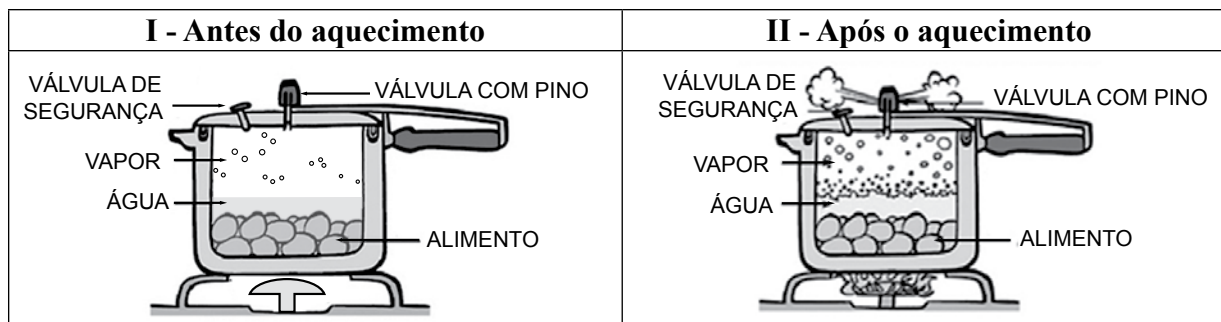 I - Antes do aquecimento
VÁLVULA DE
SEGURANÇA
VÁLVULA COM PINO
VAPOR
ÁGUA
ALIMENTO
II - Após o aquecimento
VÁLVULA DE
SEGURANÇA
VÁLVULA COM PINO
VAPOR
ÁGUA
ALIMENTO